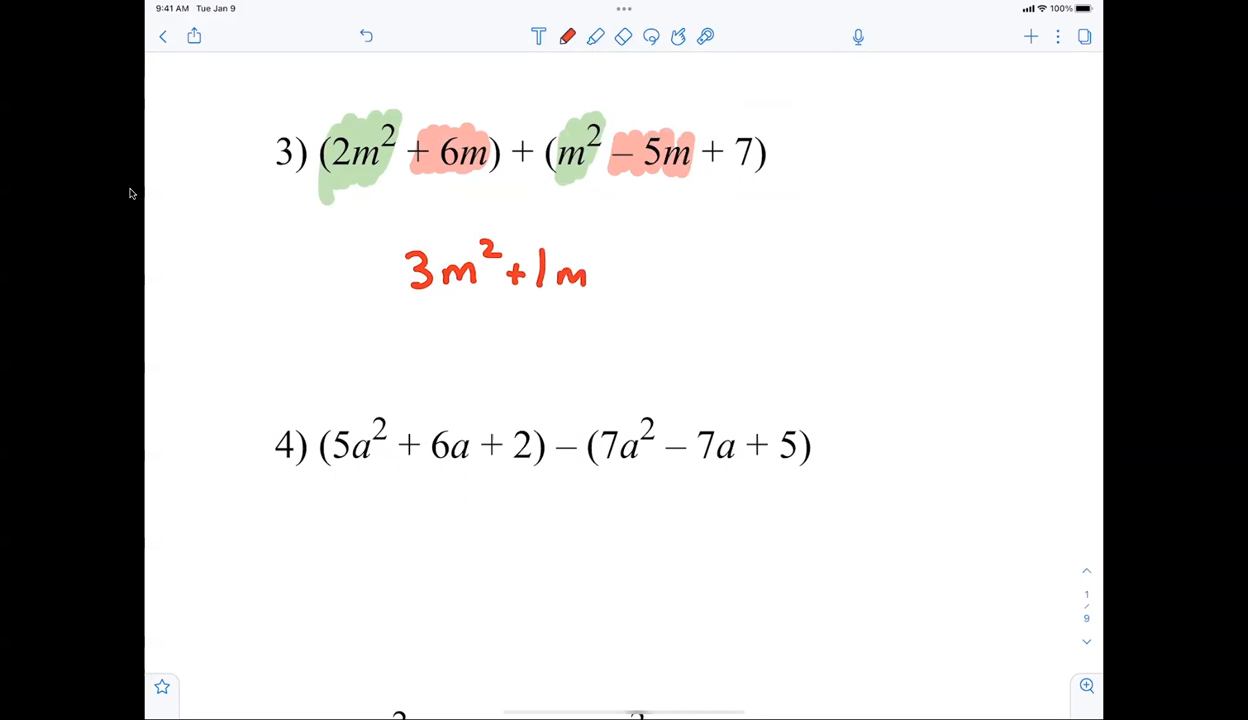 9:41 AM Tue Jan 9
100%
T
3) (2m² + 6m) + (m² – 5m + 7)
3m² + 1m
4) (5a² + 6a + 2) – (7a² – 7a + 5)
1
/
9